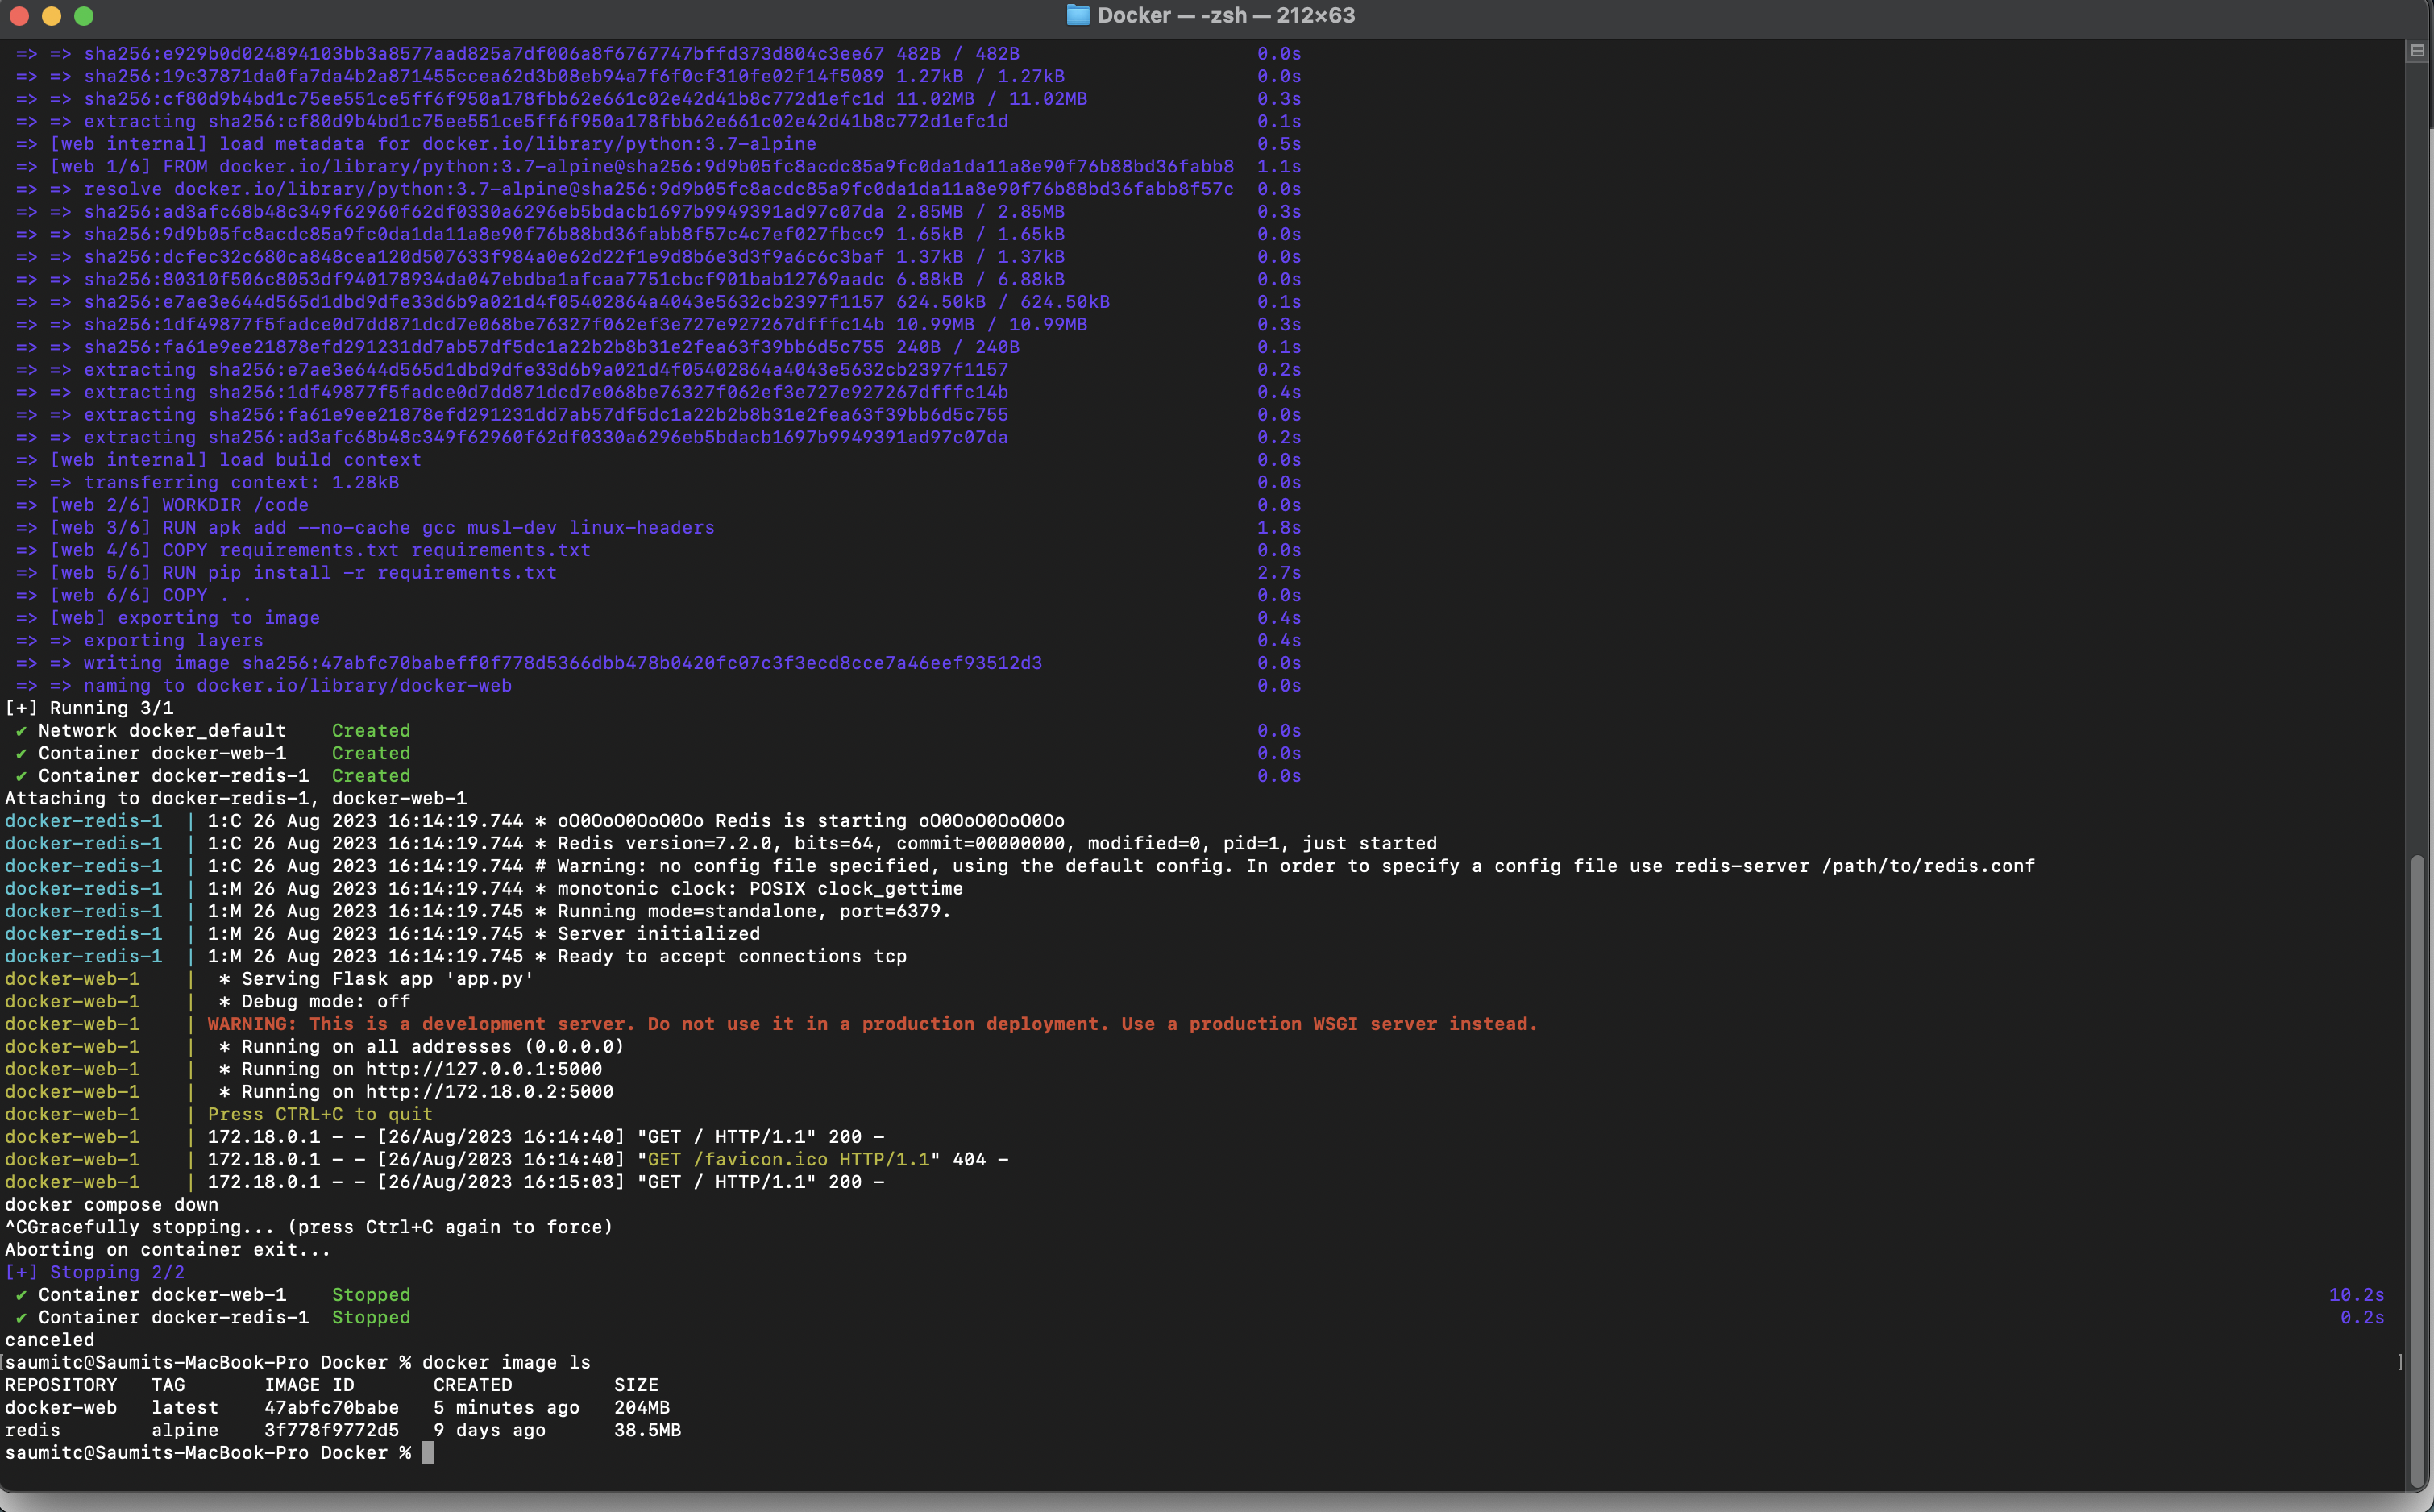 Docker — -zsh — 212×63
=> => sha256:e929b0d024894103bb3a8577aad825a7df006a8f6767747bffd373d804c3ee67 482B / 482B 0.0s
=> => sha256:19c37871da0fa7da4b2a871455ccea62d3b08eb94a7f6f0cf310fe02f14f5089 1.27kB / 1.27kB 0.0s
=> => sha256:cf80d9b4bd1c75ee551ce5ff6f950a178fbb62e661c02e42d41b8c772d1efc1d 11.02MB / 11.02MB 0.3s
=> => extracting sha256:cf80d9b4bd1c75ee551ce5ff6f950a178fbb62e661c02e42d41b8c772d1efc1d 0.1s
=> [web internal] load metadata for docker.io/library/python:3.7-alpine 0.5s
=> [web 1/6] FROM docker.io/library/python:3.7-alpine@sha256:9d9b05fc8acdc85a9fc0da1da11a8e90f76b88bd36fabb8 1.1s
=> => resolve docker.io/library/python:3.7-alpine@sha256:9d9b05fc8acdc85a9fc0da1da11a8e90f76b88bd36fabb8f57c 0.0s
=> => sha256:ad3afc68b48c349f62960f62df0330a6296eb5bdacb1697b9949391ad97c07da 2.85MB / 2.85MB 0.3s
=> => sha256:9d9b05fc8acdc85a9fc0da1da11a8e90f76b88bd36fabb8f57c4c7ef027fbcc9 1.65kB / 1.65kB 0.0s
=> => sha256:dcfec32c680ca848cea120d507633f984a0e62d22f1e9d8b6e3d3f9a6c6c3baf 1.37kB / 1.37kB 0.0s
=> => sha256:80310f506c8053df940178934da047ebdba1afcaa7751cbcf901bab12769aadc 6.88kB / 6.88kB 0.0s
=> => sha256:e7ae3e644d565d1dbd9dfe33d6b9a021d4f05402864a4043e5632cb2397f1157 624.50kB / 624.50kB 0.1s
=> => sha256:1df49877f5fadce0d7dd871dcd7e068be76327f062ef3e727e927267dfffc14b 10.99MB / 10.99MB 0.3s
=> => sha256:fa61e9ee21878efd291231dd7ab57df5dc1a22b2b8b31e2fea63f39bb6d5c755 240B / 240B 0.1s
=> => extracting sha256:e7ae3e644d565d1dbd9dfe33d6b9a021d4f05402864a4043e5632cb2397f1157 0.2s
=> => extracting sha256:1df49877f5fadce0d7dd871dcd7e068be76327f062ef3e727e927267dfffc14b 0.4s
=> => extracting sha256:fa61e9ee21878efd291231dd7ab57df5dc1a22b2b8b31e2fea63f39bb6d5c755 0.0s
=> => extracting sha256:ad3afc68b48c349f62960f62df0330a6296eb5bdacb1697b9949391ad97c07da 0.2s
=> [web internal] load build context 0.0s
=> => transferring context: 1.28kB 0.0s
=> [web 2/6] WORKDIR /code 0.0s
=> [web 3/6] RUN apk add --no-cache gcc musl-dev linux-headers 1.8s
=> [web 4/6] COPY requirements.txt requirements.txt 0.0s
=> [web 5/6] RUN pip install -r requirements.txt 2.7s
=> [web 6/6] COPY . . 0.0s
=> [web] exporting to image 0.4s
=> => exporting layers 0.4s
=> => writing image sha256:47abfc70babeff0f778d5366dbb478b0420fc07c3f3ecd8cce7a46eef93512d3 0.0s
=> => naming to docker.io/library/docker-web 0.0s
[+] Running 3/1
✔ Network docker_default Created 0.0s
✔ Container docker-web-1 Created 0.0s
✔ Container docker-redis-1 Created 0.0s
Attaching to docker-redis-1, docker-web-1
docker-redis-1 | 1:C 26 Aug 2023 16:14:19.744 * oO0OoO0OoO0Oo Redis is starting oO0OoO0OoO0Oo
docker-redis-1 | 1:C 26 Aug 2023 16:14:19.744 * Redis version=7.2.0, bits=64, commit=00000000, modified=0, pid=1, just started
docker-redis-1 | 1:C 26 Aug 2023 16:14:19.744 # Warning: no config file specified, using the default config. In order to specify a config file use redis-server /path/to/redis.conf
docker-redis-1 | 1:M 26 Aug 2023 16:14:19.744 * monotonic clock: POSIX clock_gettime
docker-redis-1 | 1:M 26 Aug 2023 16:14:19.745 * Running mode=standalone, port=6379.
docker-redis-1 | 1:M 26 Aug 2023 16:14:19.745 * Server initialized
docker-redis-1 | 1:M 26 Aug 2023 16:14:19.745 * Ready to accept connections tcp
docker-web-1 | * Serving Flask app 'app.py'
docker-web-1 | * Debug mode: off
docker-web-1 | WARNING: This is a development server. Do not use it in a production deployment. Use a production WSGI server instead.
docker-web-1 | * Running on all addresses (0.0.0.0)
docker-web-1 | * Running on http://127.0.0.1:5000
docker-web-1 | * Running on http://172.18.0.2:5000
docker-web-1 | Press CTRL+C to quit
docker-web-1 | 172.18.0.1 - - [26/Aug/2023 16:14:40] "GET / HTTP/1.1" 200 -
docker-web-1 | 172.18.0.1 - - [26/Aug/2023 16:14:40] "GET /favicon.ico HTTP/1.1" 404 -
docker-web-1 | 172.18.0.1 - - [26/Aug/2023 16:15:03] "GET / HTTP/1.1" 200 -
docker compose down
^CGracefully stopping... (press Ctrl+C again to force)
Aborting on container exit...
[+] Stopping 2/2
✔ Container docker-web-1 Stopped 10.2s
✔ Container docker-redis-1 Stopped 0.2s
canceled
[saumitc@Saumits-MacBook-Pro Docker % docker image ls ]
REPOSITORY TAG IMAGE ID CREATED SIZE
docker-web latest 47abfc70babe 5 minutes ago 204MB
redis alpine 3f778f9772d5 9 days ago 38.5MB
saumitc@Saumits-MacBook-Pro Docker %